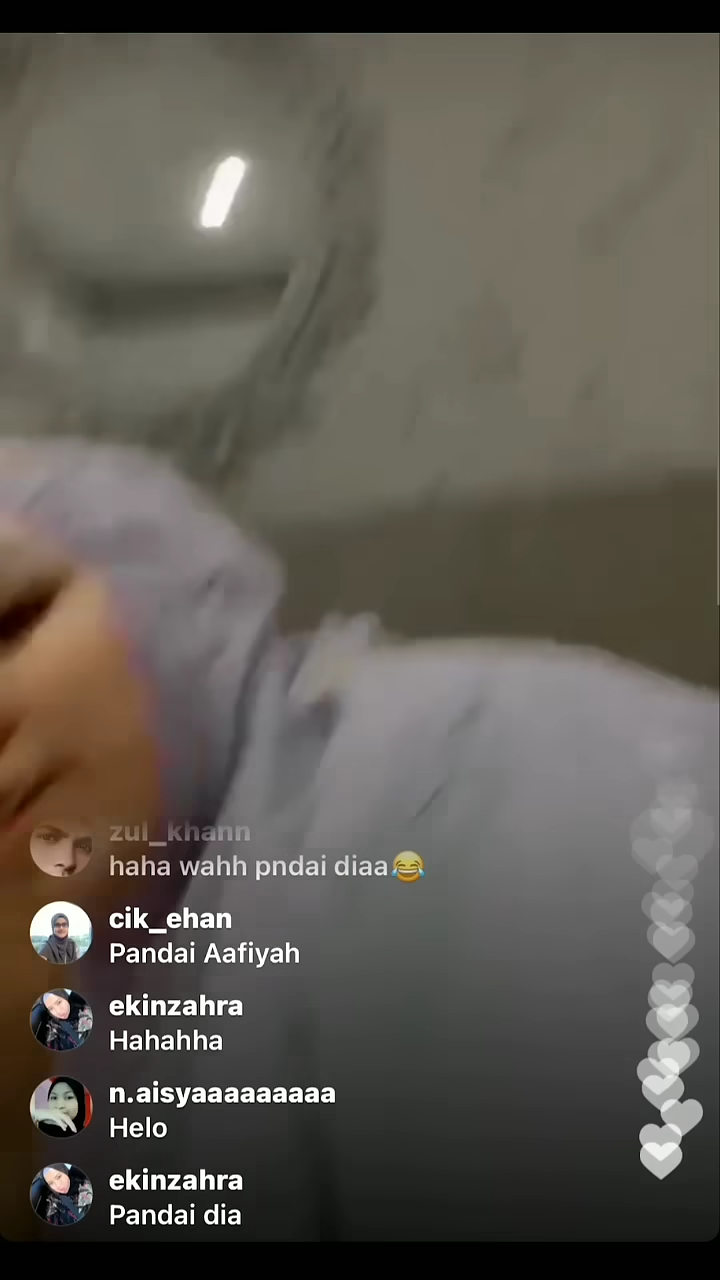 zul_khann
haha wahh pndai diaa😂
cik_ehan
Pandai Aafiyah
ekinzahra
Hahahha
n.aisyaaaaaaaaa
Helo
ekinzahra
Pandai dia